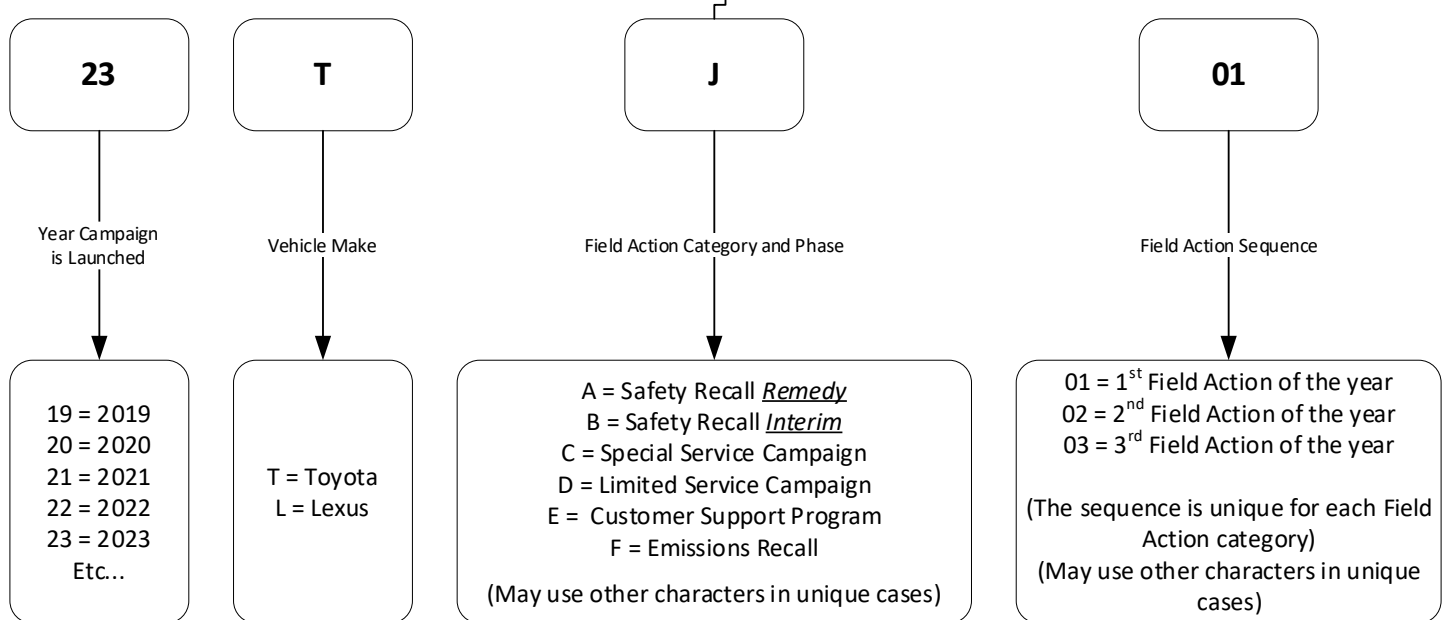 23
T
J
01
Year Campaign
is Launched
Vehicle Make
Field Action Category and Phase
Field Action Sequence
19 = 2019
20 = 2020
21 = 2021
22 = 2022
23 = 2023
Etc...
T = Toyota
L = Lexus
A = Safety Recall Remedy
B = Safety Recall Interim
C = Special Service Campaign
D = Limited Service Campaign
E = Customer Support Program
F = Emissions Recall
(May use other characters in unique cases)
01 = 1st Field Action of the year
02 = 2nd Field Action of the year
03 = 3rd Field Action of the year
(The sequence is unique for each Field
Action category)
(May use other characters in unique
cases)